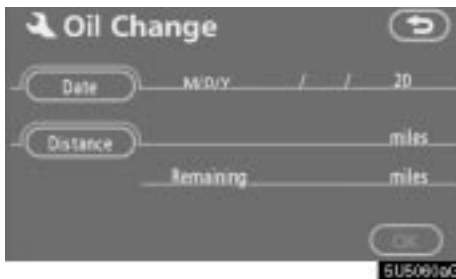 Oil Change
Date M/D/Y / / 20
Distance miles
Remaining miles
OK
5U5060aG